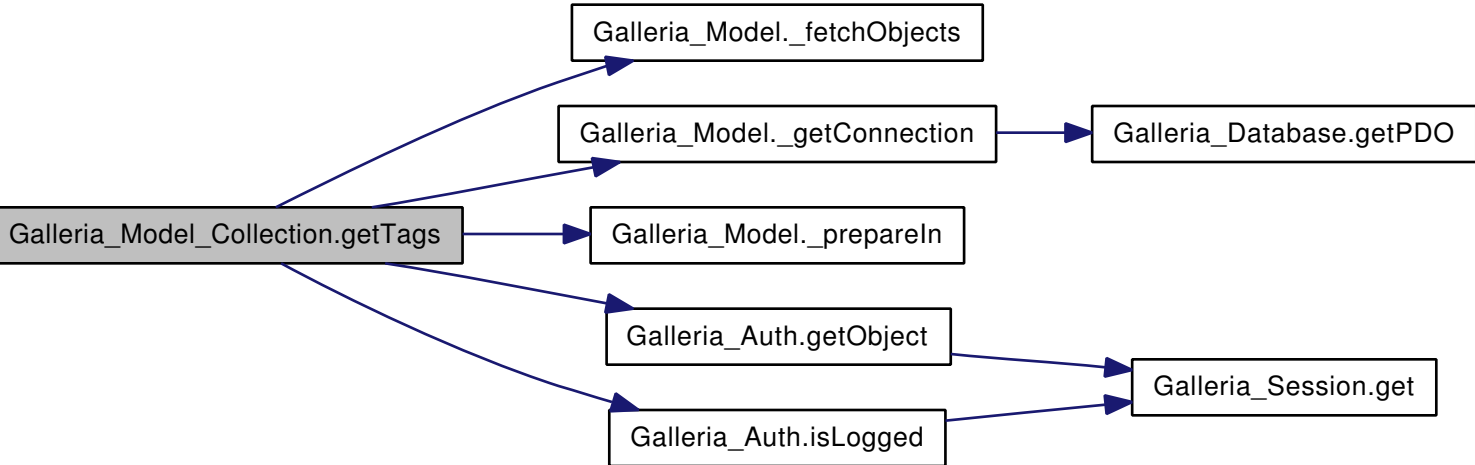 Galleria_Model._fetchObjects
Galleria_Model._getConnection
Galleria_Database.getPDO
Galleria_Model_Collection.getTags
Galleria_Model._prepareIn
Galleria_Auth.getObject
Galleria_Session.get
Galleria_Auth.isLogged